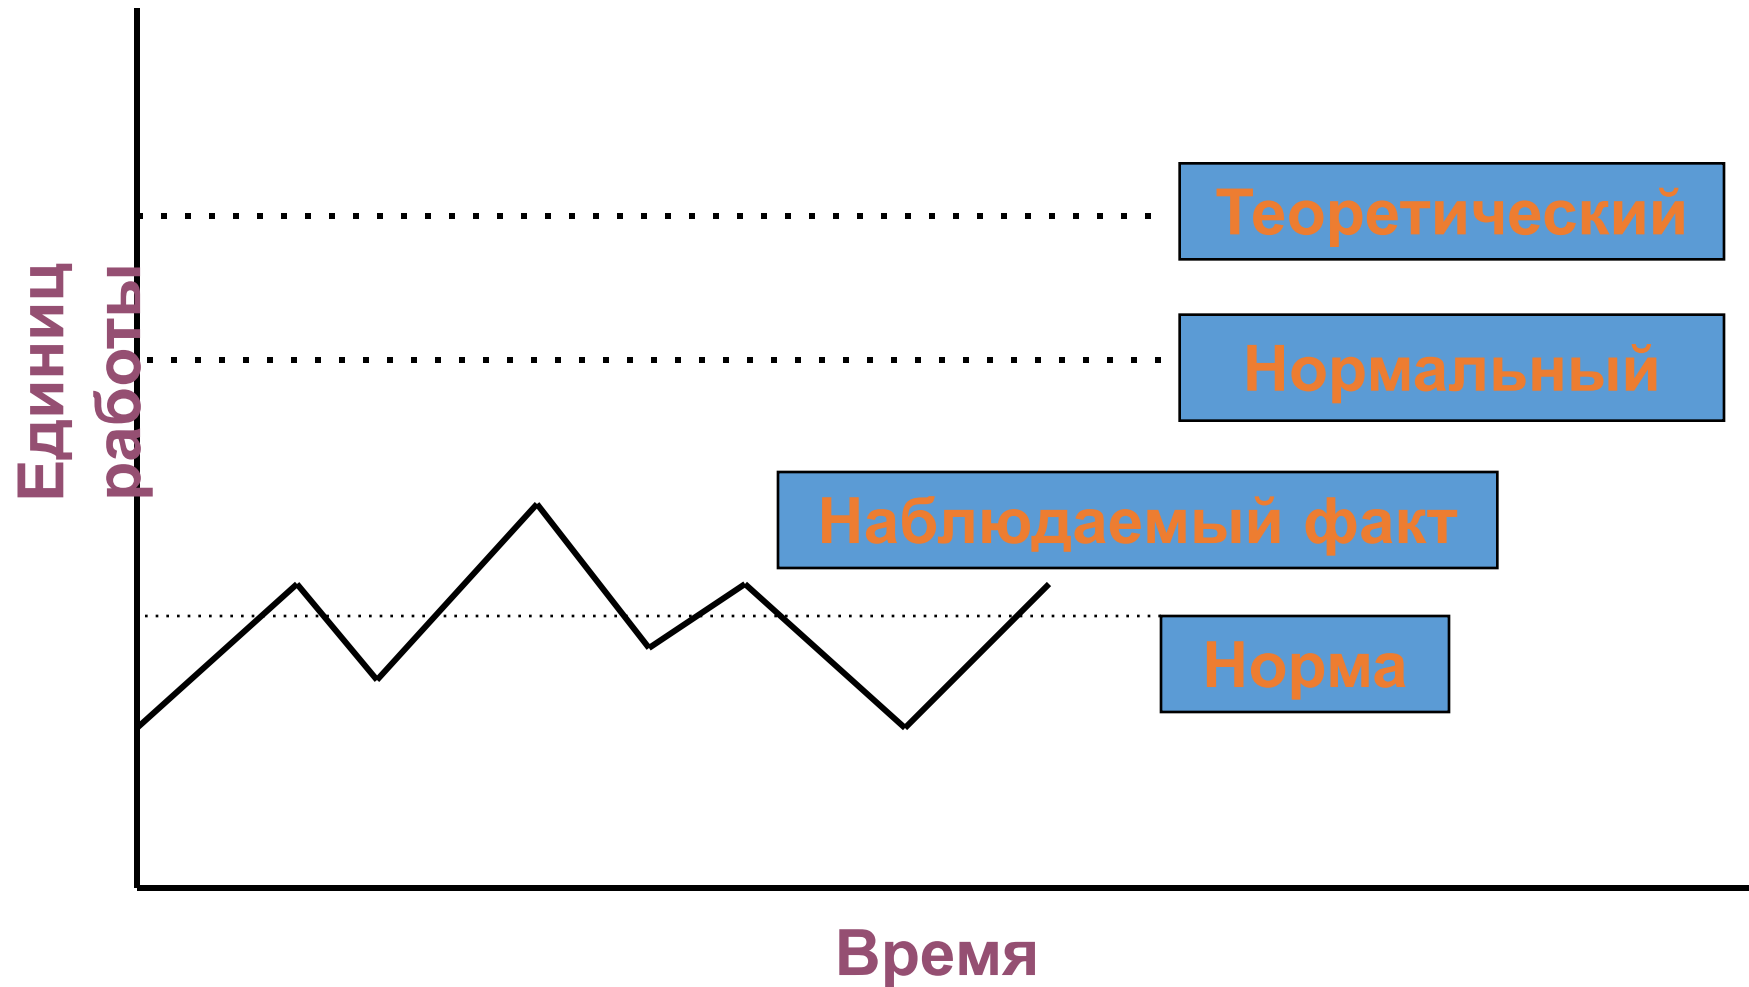 Единиц
работы
Теоретический
Нормальный
Наблюдаемый факт
Норма
Время